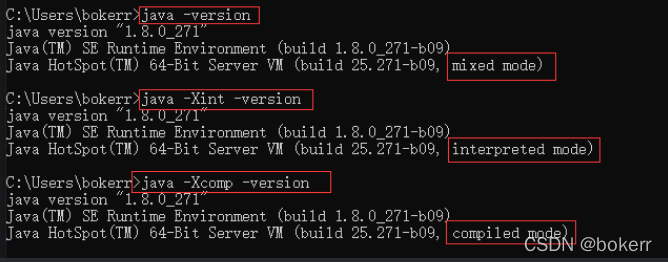 C:\Users\bokerr>java -version
java version "1.8.0_271"
Java(TM) SE Runtime Environment (build 1.8.0_271-b09)
Java HotSpot(TM) 64-Bit Server VM (build 25.271-b09, mixed mode)
C:\Users\bokerr>java -Xint -version
java version "1.8.0_271"
Java(TM) SE Runtime Environment (build 1.8.0_271-b09)
Java HotSpot(TM) 64-Bit Server VM (build 25.271-b09, interpreted mode)
C:\Users\bokerr>java -Xcomp -version
java version "1.8.0_271"
Java(TM) SE Runtime Environment (build 1.8.0_271-b09)
Java HotSpot(TM) 64-Bit Server VM (build 25.271-b09, compiled mode)
CSDN @bokerr